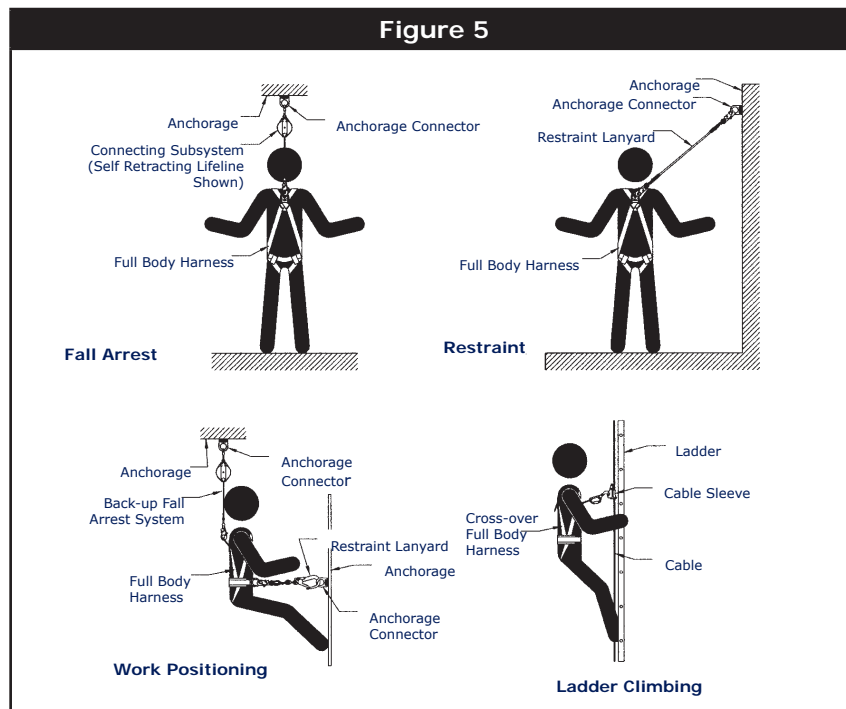 Figure 5
Anchorage
Anchorage Connector
Connecting Subsystem
(Self Retracting Lifeline
Shown)
Full Body Harness
Fall Arrest
Anchorage
Anchorage Connector
Restraint Lanyard
Full Body Harness
Restraint
Anchorage
Anchorage
Connector
Back-up Fall
Arrest System
Restraint Lanyard
Full Body
Harness
Anchorage
Anchorage
Connector
Work Positioning
Ladder
Cable Sleeve
Cross-over
Full Body
Harness
Cable
Ladder Climbing